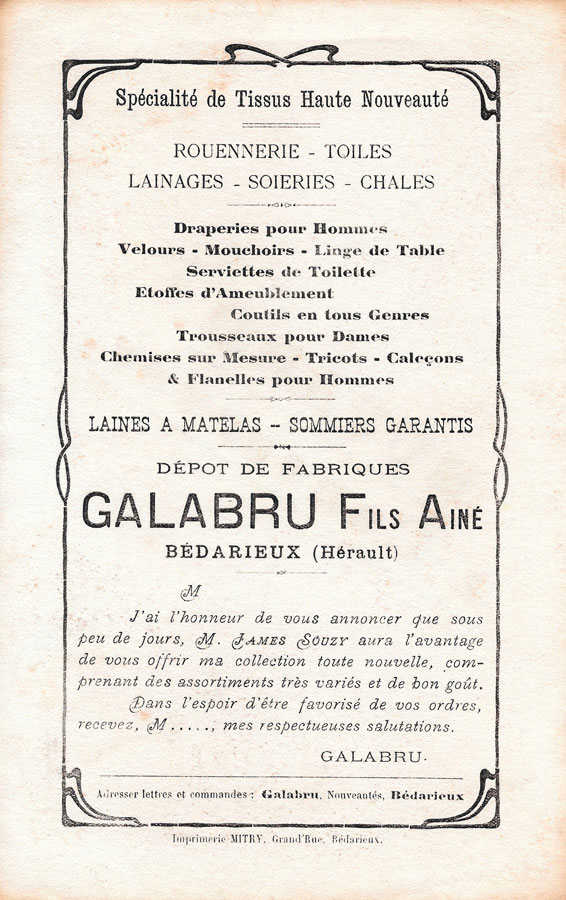 Spécialité de Tissus Haute Nouveauté
ROUENNERIE - TOILES
LAINAGES - SOIERIES - CHALES
Draperies pour Hommes
Velours - Mouchoirs - Linge de Table
Serviettes de Toilette
Etoffes d'Ameublement
Coutils en tous Genres
Trousseaux pour Dames
Chemises sur Mesure - Tricots - Caleçons
& Flanelles pour Hommes
LAINES A MATELAS -- SOMMIERS GARANTIS
DÉPOT DE FABRIQUES
GALABRU FILS AINÉ
BÉDARIEUX (Hérault)
M
J'ai l'honneur de vous annoncer que sous
peu de jours, M. JAMES SOUZY aura l'avantage
de vous offrir ma collection toute nouvelle, com-
prenant des assortiments très variés et de bon goût.
Dans l'espoir d'être favorisé de vos ordres,
recevez, M....., mes respectueuses salutations.
GALABRU.
Adresser lettres et commandes : Galabru, Nouveautés, Bédarieux
Imprimerie MITRY, Grand'Rue, Bédarieux.